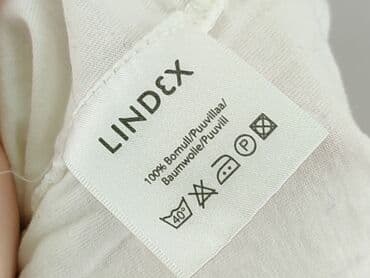 LINDEX
100% Bomull/Puuvillaa/
Baumwolle/Puuvill
40°
P